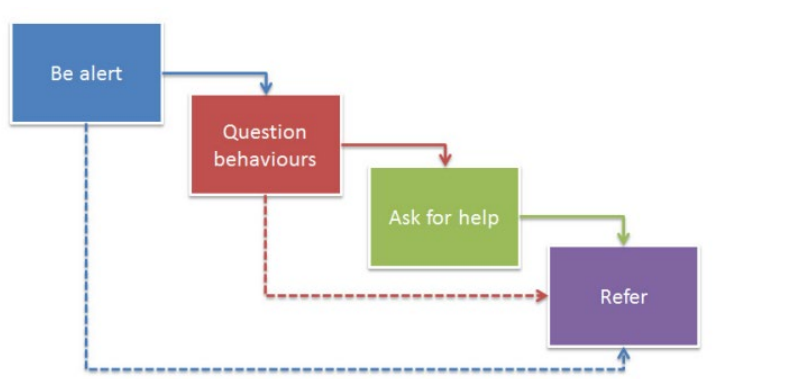 Be alert
Question
behaviours
Ask for help
Refer